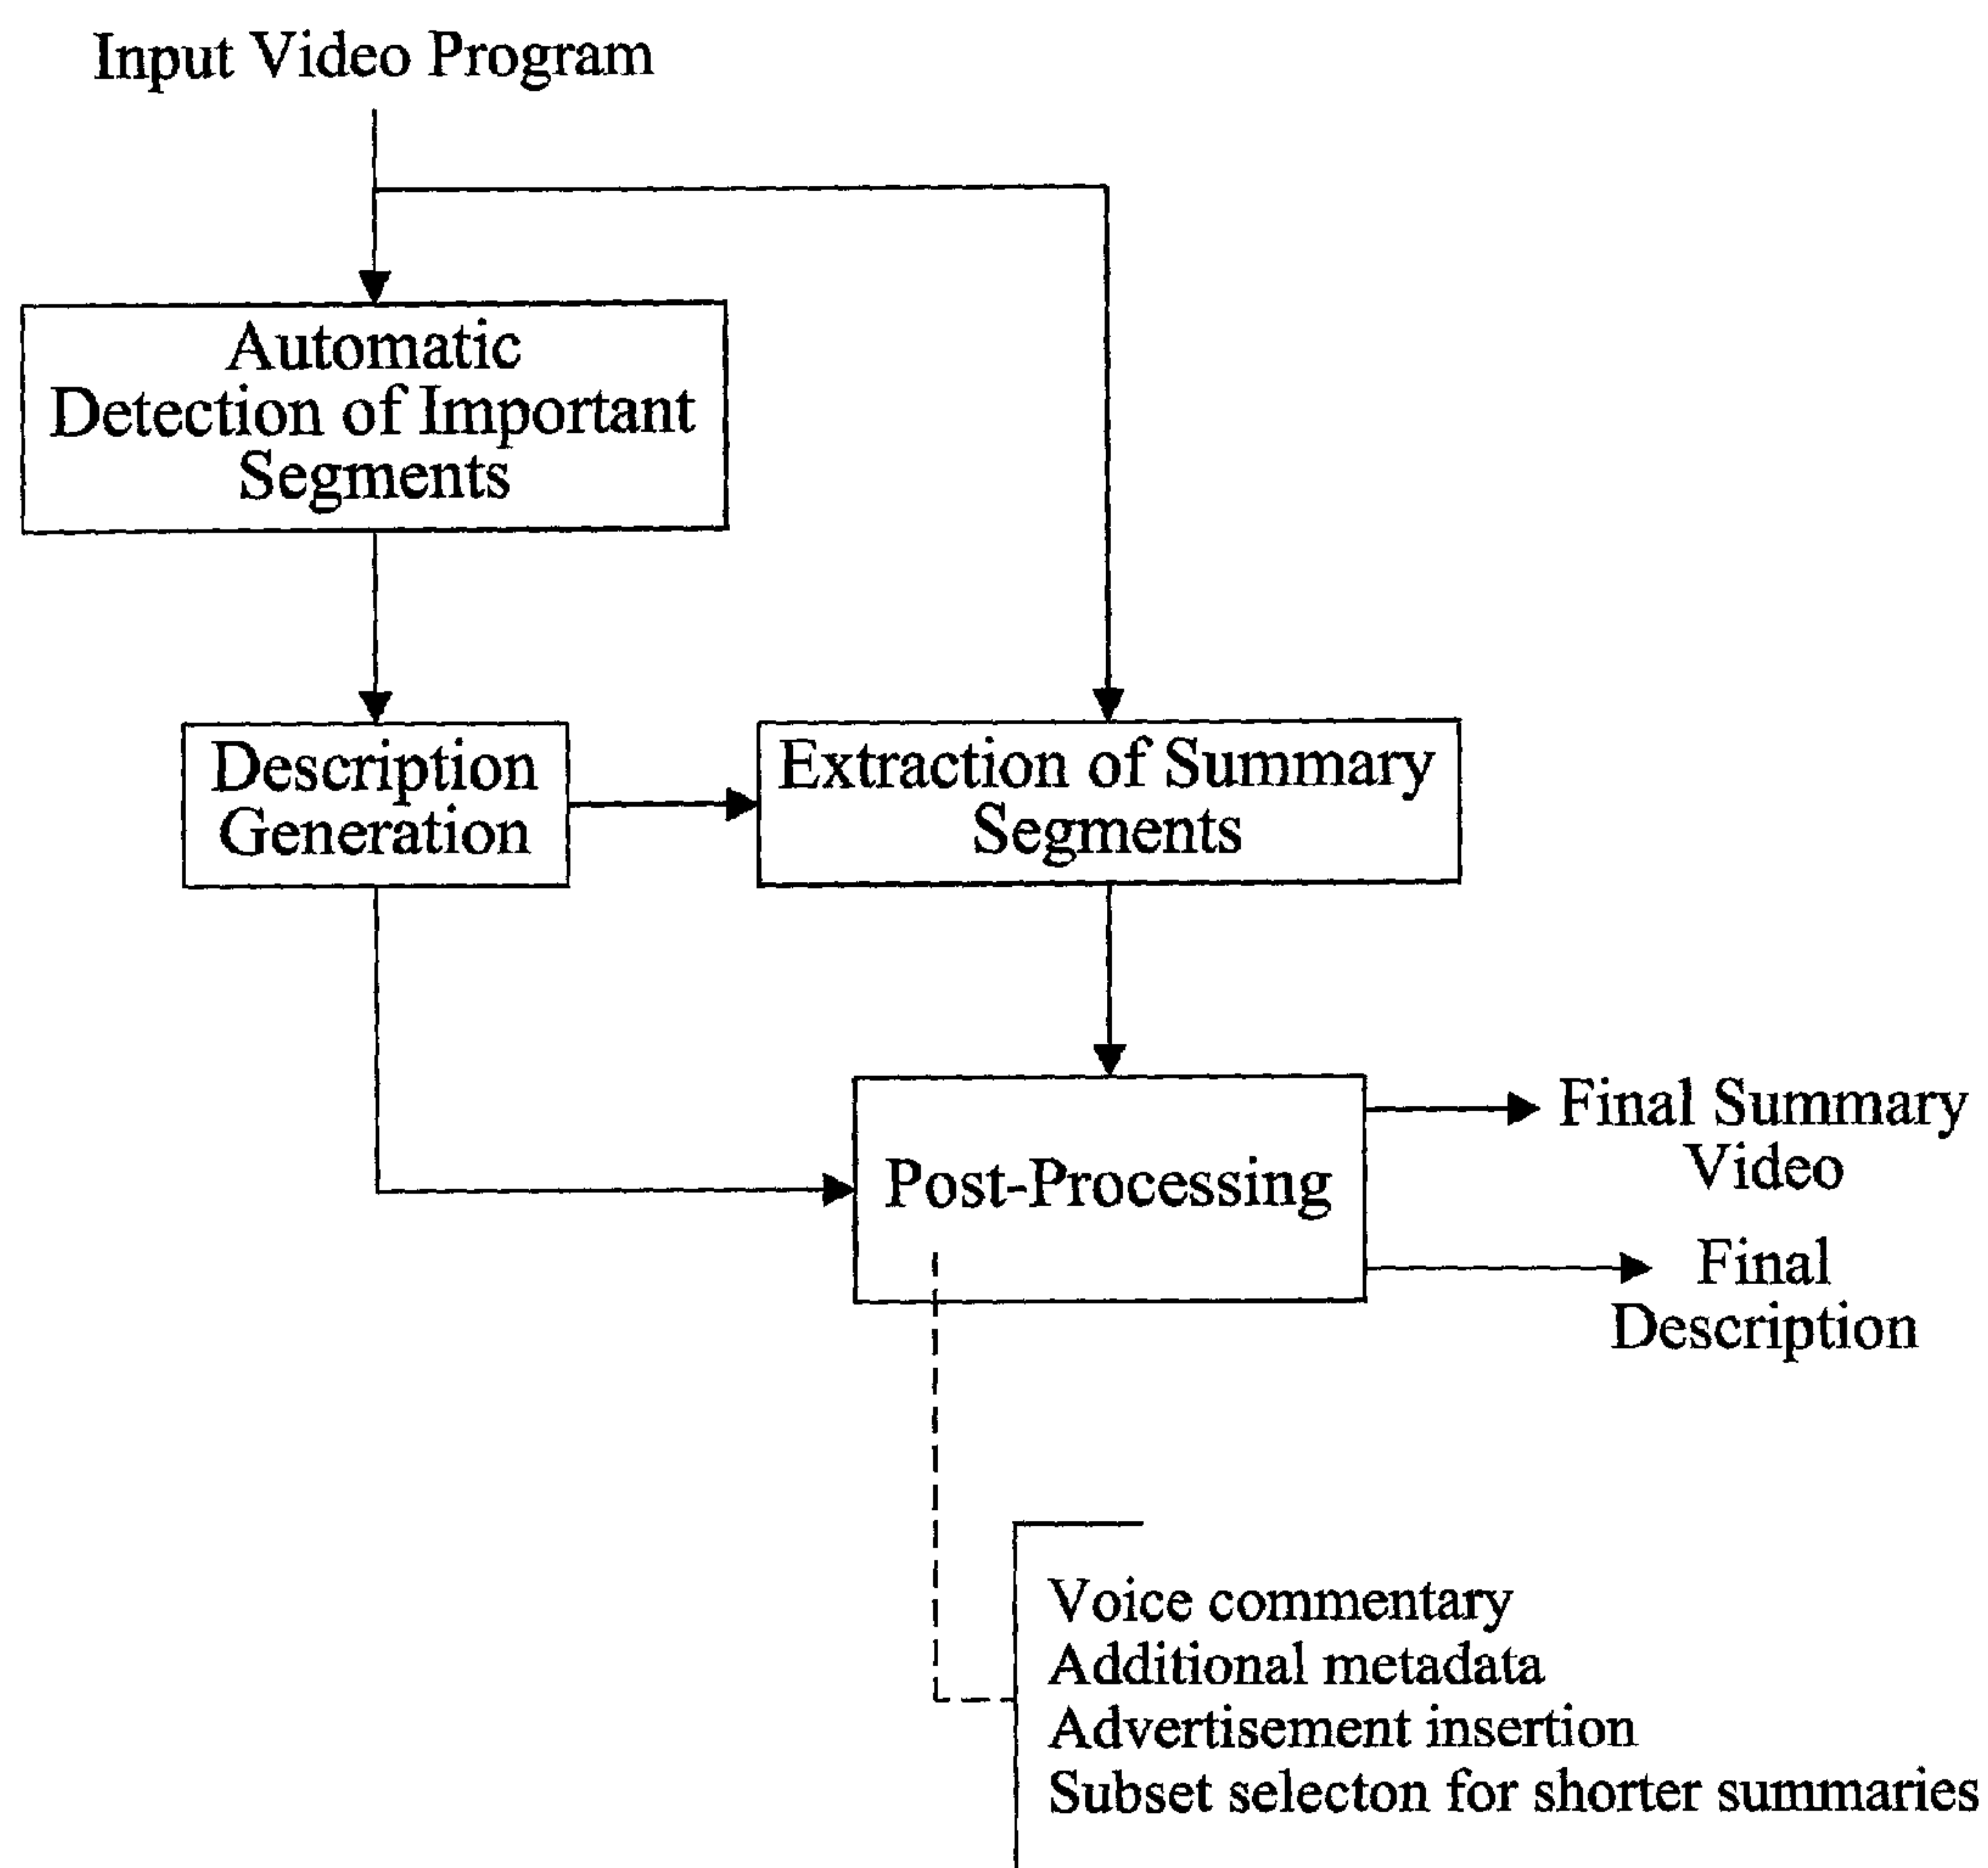 Input Video Program
Automatic
Detection of Important
Segments
Description
Generation
Extraction of Summary
Segments
Post-Processing
Final Summary
Video
Final
Description
Voice commentary
Additional metadata
Advertisement insertion
Subset selecton for shorter summaries